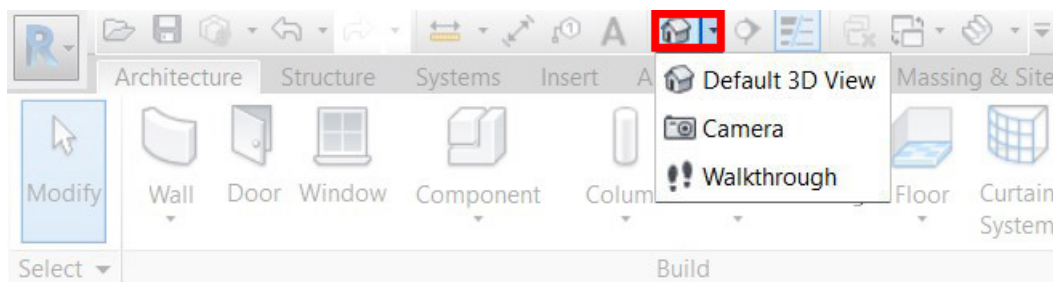 R
A
Architecture Structure Systems Insert A Massing & Site
Default 3D View
Camera
Walkthrough
Modify Wall Door Window Component Colum Floor Curtain
System
Select Build